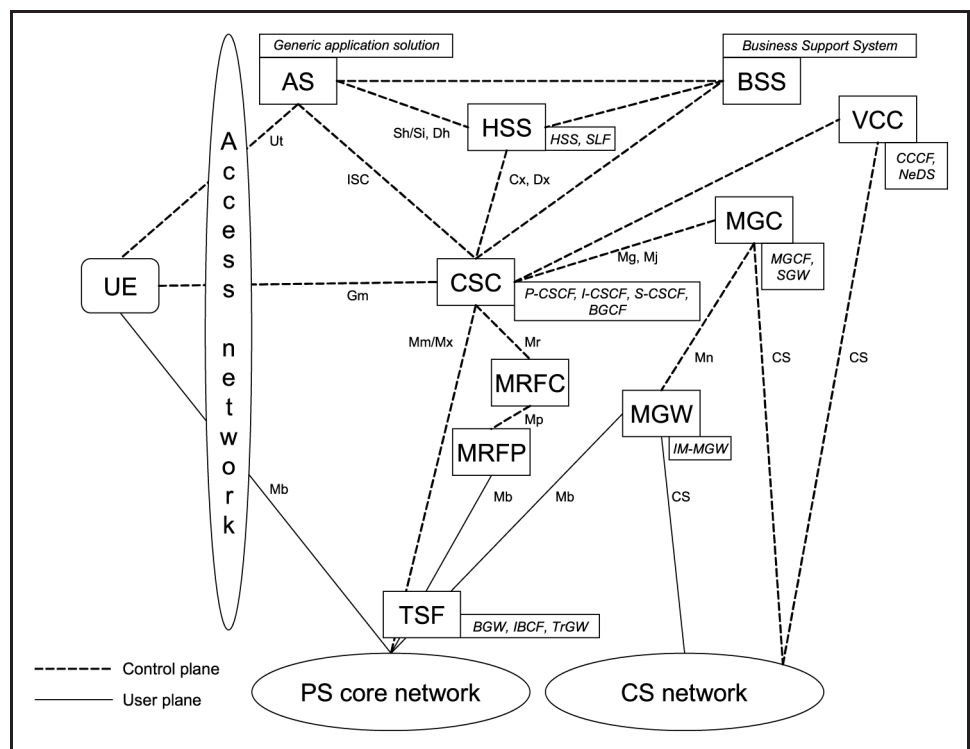 Generic application solution
AS
Business Support System
BSS
HSS
HSS, SLF
VCC
CCCF,
NeDS
Access network
Ut
Sh/Si, Dh
ISC
Cx, Dx
MGC
MGCF,
SGW
Mg, Mj
UE
Gm
CSC
P-CSCF, I-CSCF, S-CSCF,
BGCF
Mm/Mx
Mr
MRFC
Mp
MRFP
Mn
CS
CS
MGW
IM-MGW
Mb
Mb
Mb
CS
TSF
BGW, IBCF, TrGW
Control plane
User plane
PS core network
CS network